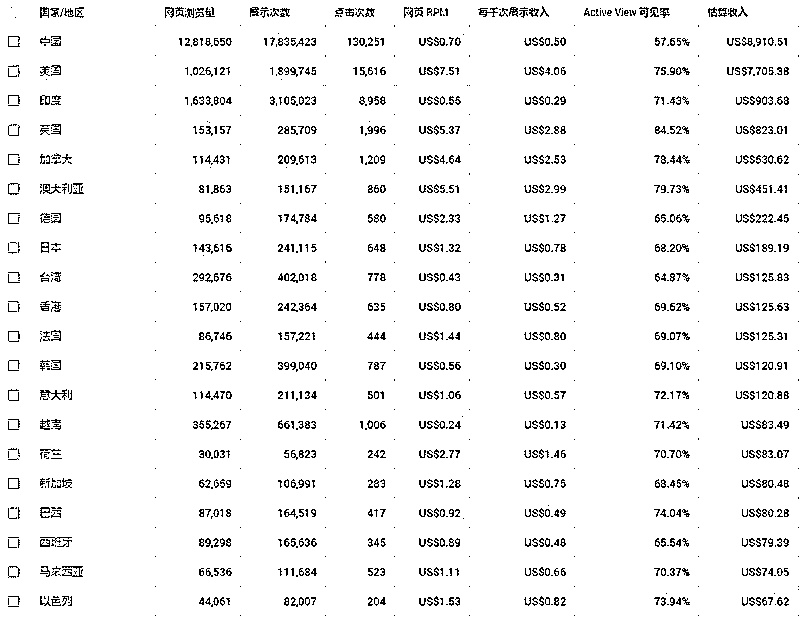 国家/地区 网页浏览量 展示次数 点击次数 网页 RPM 每千次展示收入 Active View 可见率 估算收入
中国 12,818,650 17,835,423 130,251 US$0.70 US$0.50 57.65% US$8,910.51
美国 1,026,121 1,899,745 15,616 US$7.51 US$4.06 75.90% US$7,705.38
印度 1,633,804 3,105,023 8,958 US$0.55 US$0.29 71.43% US$903.68
英国 153,157 285,709 1,996 US$5.37 US$2.88 84.52% US$823.01
加拿大 114,431 209,613 1,209 US$4.64 US$2.53 78.44% US$530.62
澳大利亚 81,863 151,167 860 US$5.51 US$2.99 79.73% US$451.41
德国 95,618 174,784 580 US$2.33 US$1.27 65.06% US$222.45
日本 143,616 241,115 648 US$1.32 US$0.78 68.20% US$189.19
台湾 292,676 402,018 778 US$0.43 US$0.31 64.87% US$125.83
香港 157,020 242,364 635 US$0.80 US$0.52 69.62% US$125.63
法国 86,746 157,221 444 US$1.44 US$0.80 69.07% US$125.31
韩国 215,762 399,040 787 US$0.56 US$0.30 69.10% US$120.91
意大利 114,470 211,134 501 US$1.06 US$0.57 72.17% US$120.88
越南 355,267 661,383 1,006 US$0.24 US$0.13 71.42% US$83.49
荷兰 30,031 56,823 242 US$2.77 US$1.46 70.70% US$83.07
新加坡 62,659 106,991 283 US$1.28 US$0.75 68.45% US$80.48
巴西 87,018 164,519 417 US$0.92 US$0.49 74.04% US$80.28
西班牙 89,298 165,636 345 US$0.89 US$0.48 65.54% US$79.39
马来西亚 66,536 111,684 523 US$1.11 US$0.66 70.37% US$74.05
以色列 44,061 82,007 204 US$1.53 US$0.82 73.94% US$67.62